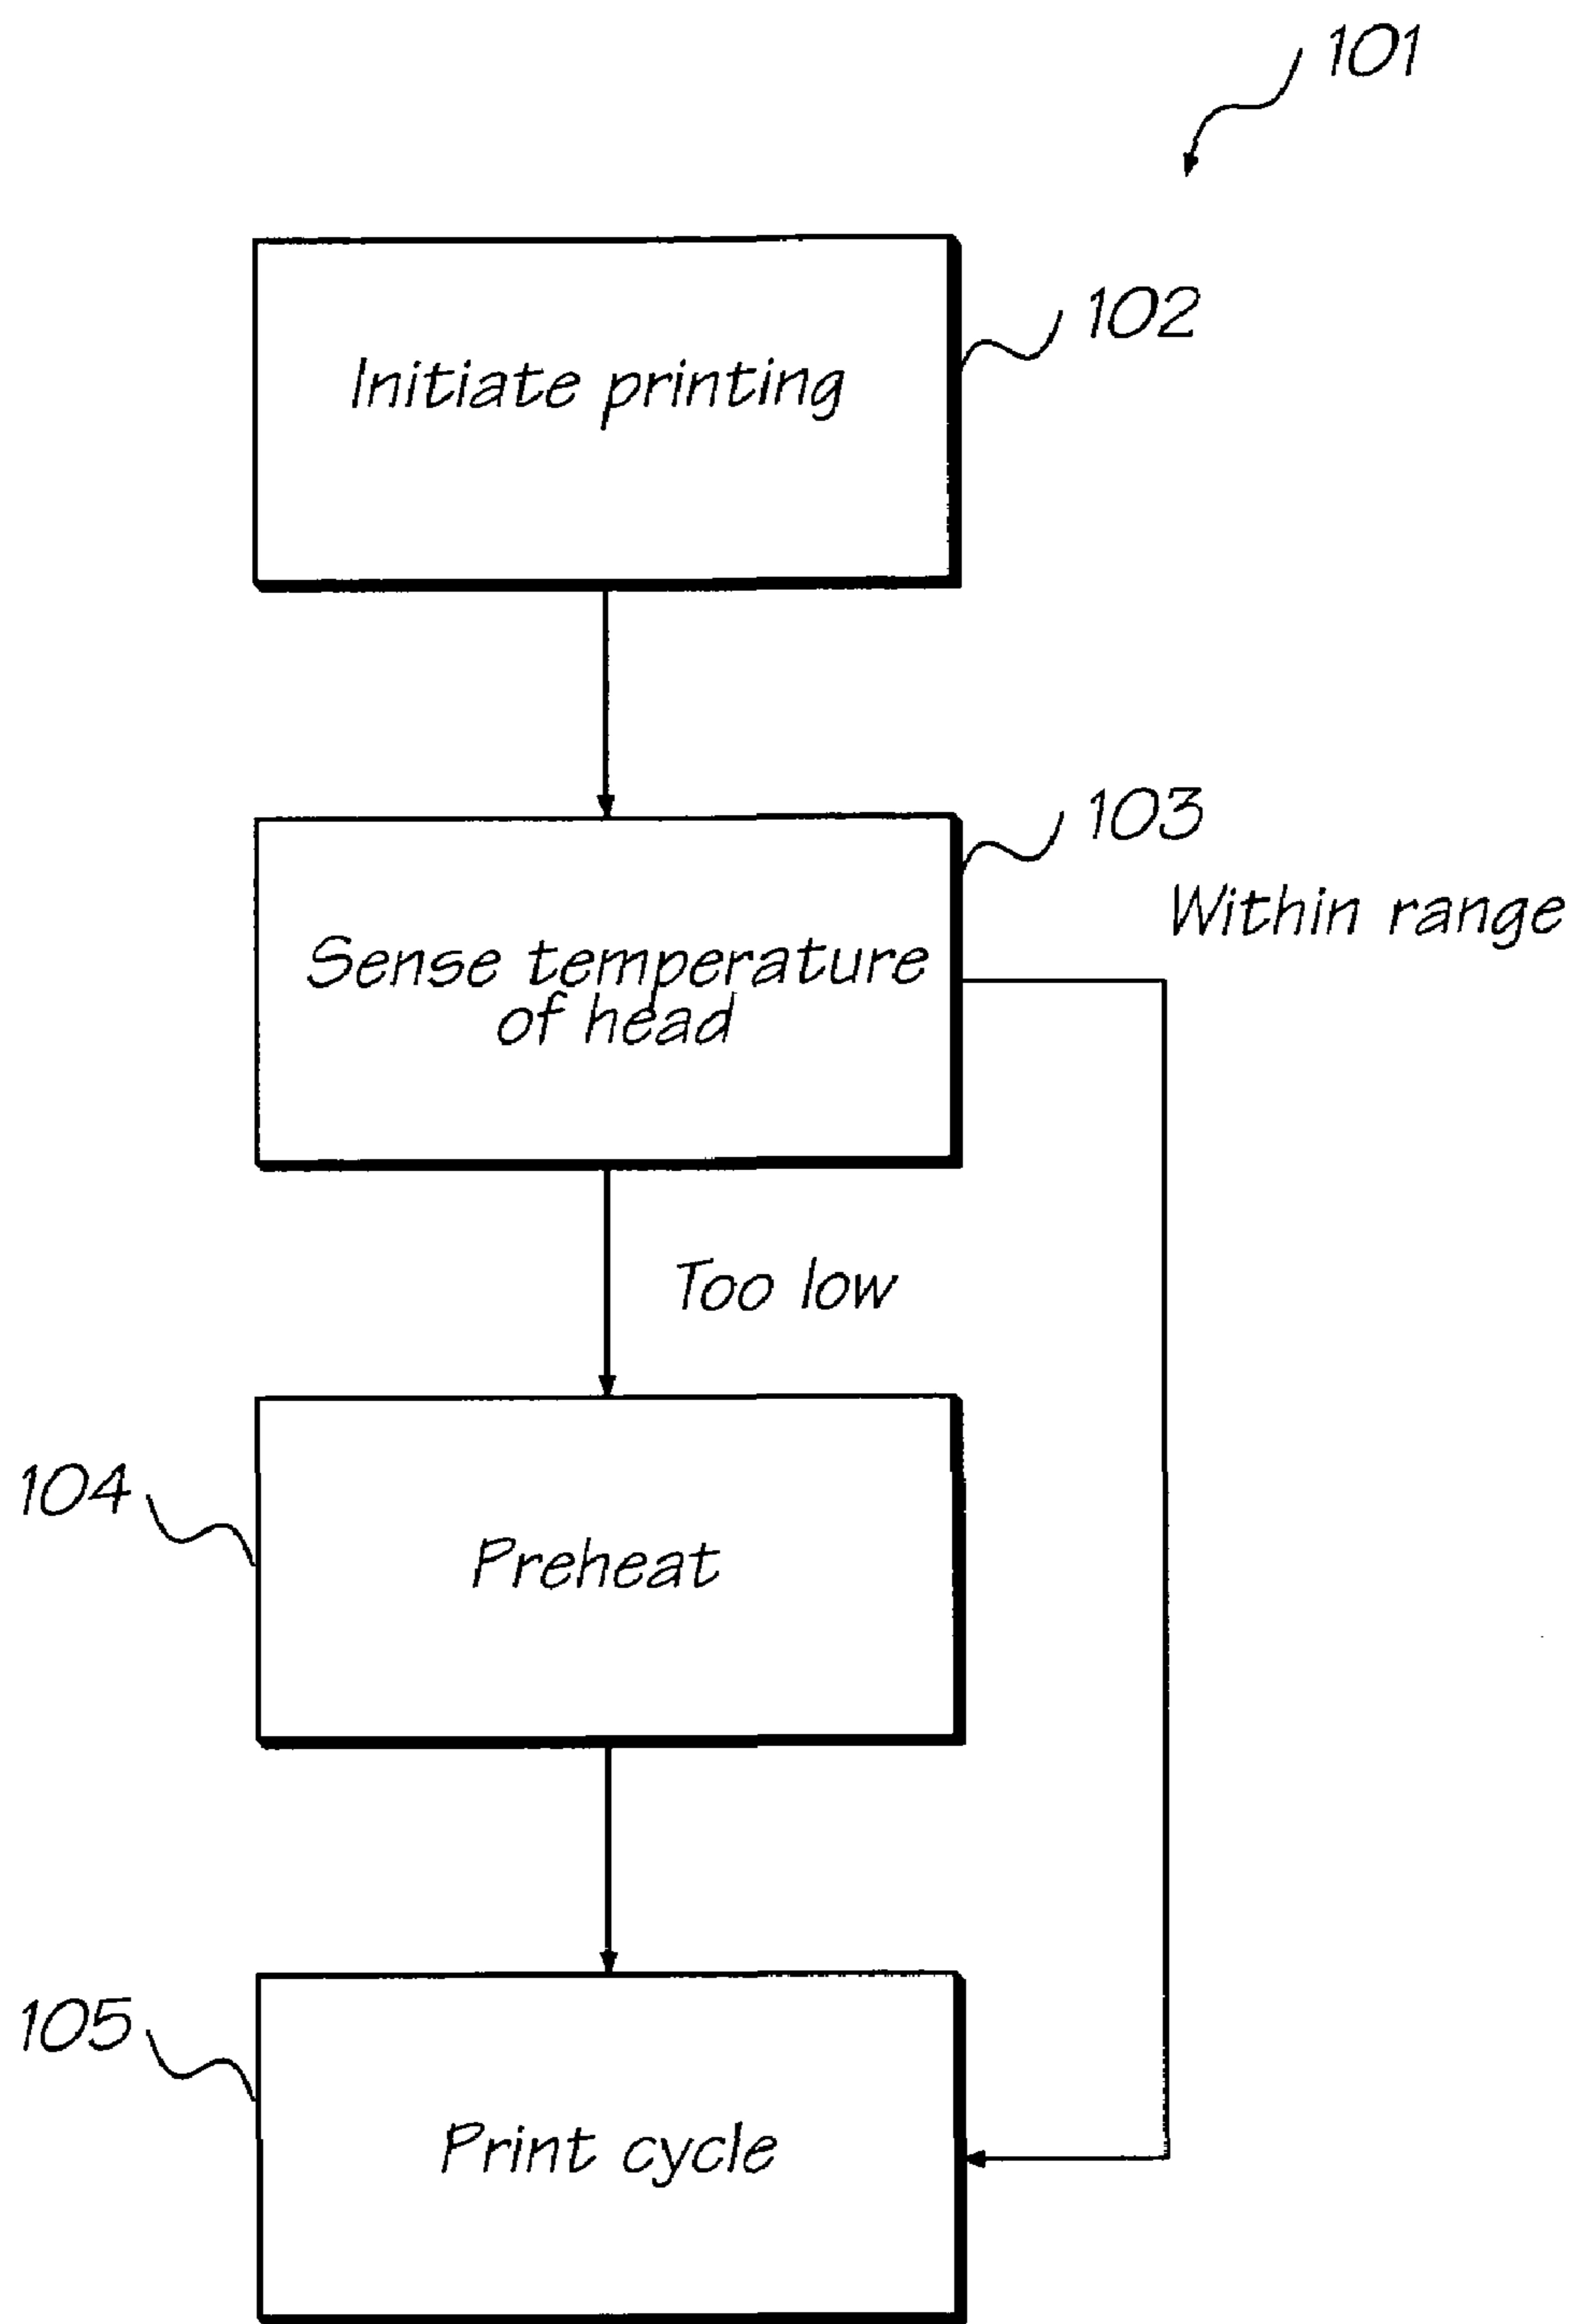 101
Initiate printing
102
103
Within range
Sense temperature
of head
Too low
104
Preheat
105
Print cycle